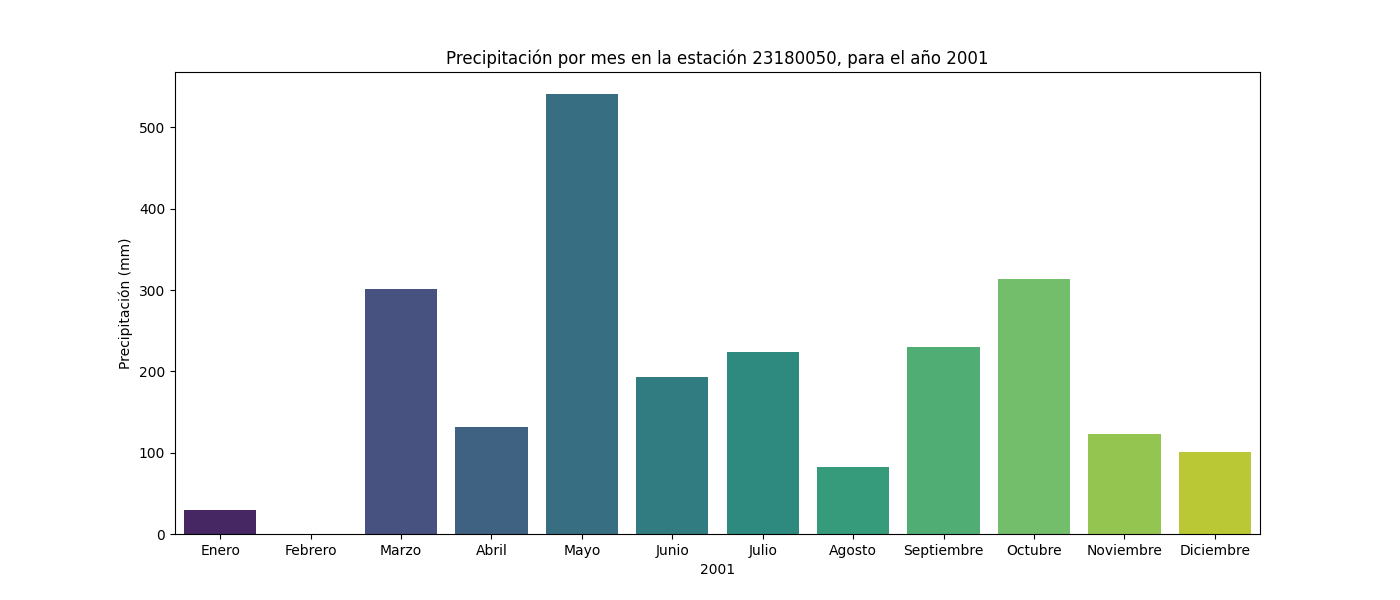 Precipitación por mes en la estación 23180050, para el año 2001
Precipitación (mm)
500
400
300
200
100
0
Enero Febrero Marzo Abril Mayo Junio Julio Agosto Septiembre Octubre Noviembre Diciembre
2001